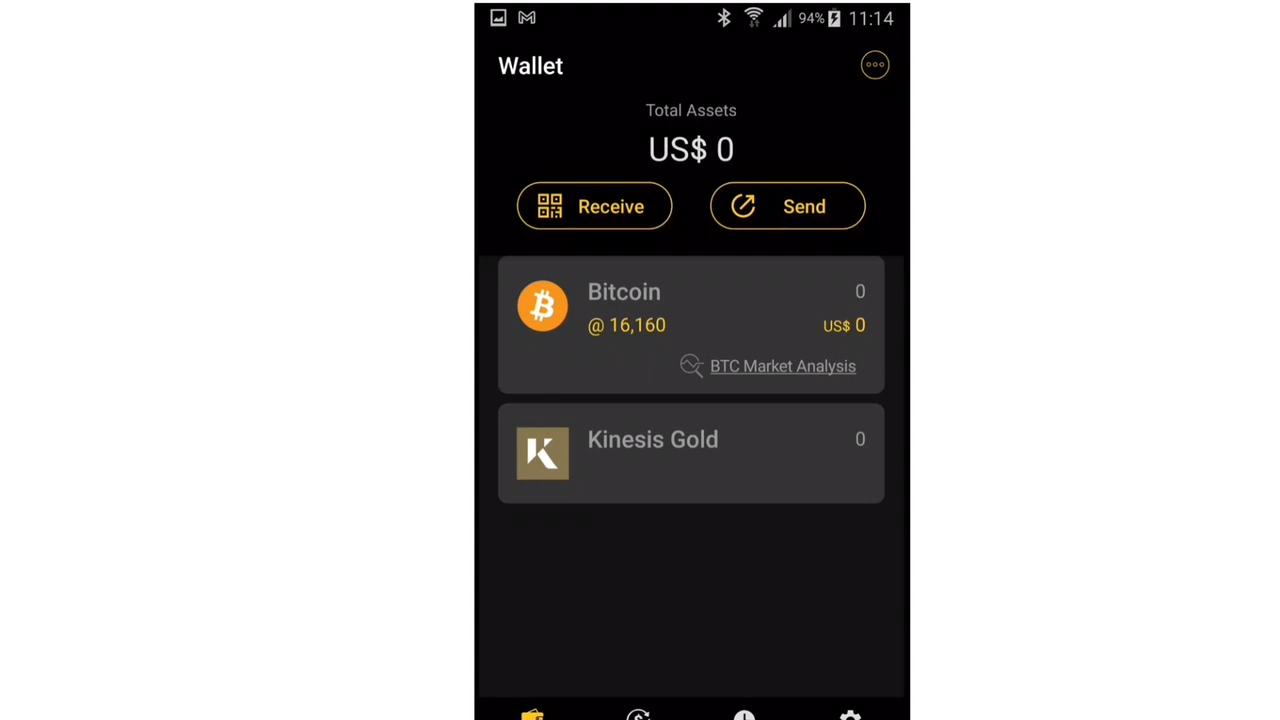 94% 11:14
Wallet
Total Assets
US$ 0
Receive
Send
Bitcoin 0
@ 16,160 US$ 0
BTC Market Analysis
Kinesis Gold 0